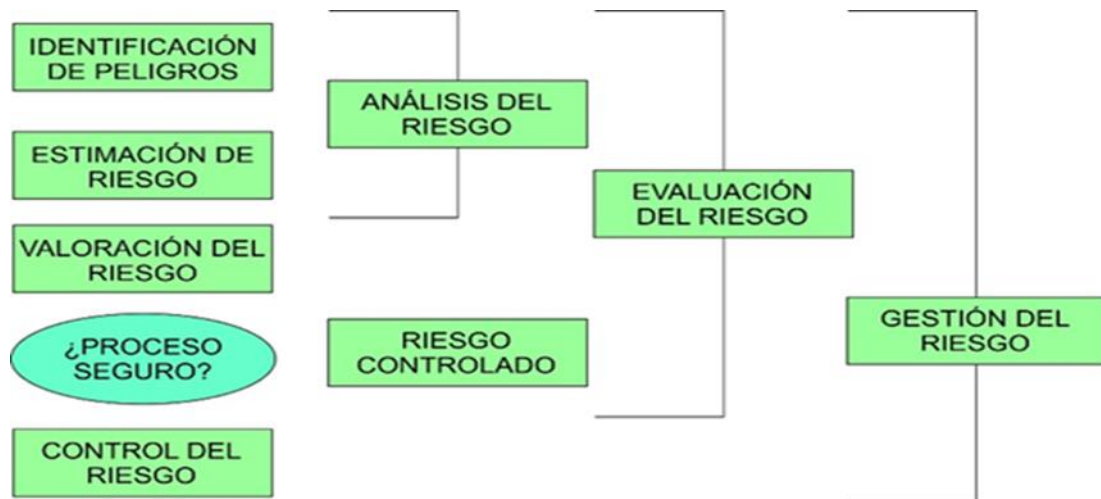 IDENTIFICACIÓN
DE PELIGROS
ESTIMACIÓN DE
RIESGO
VALORACIÓN DEL
RIESGO
¿PROCESO
SEGURO?
CONTROL DEL
RIESGO
ANÁLISIS DEL
RIESGO
RIESGO
CONTROLADO
EVALUACIÓN
DEL RIESGO
GESTIÓN DEL
RIESGO